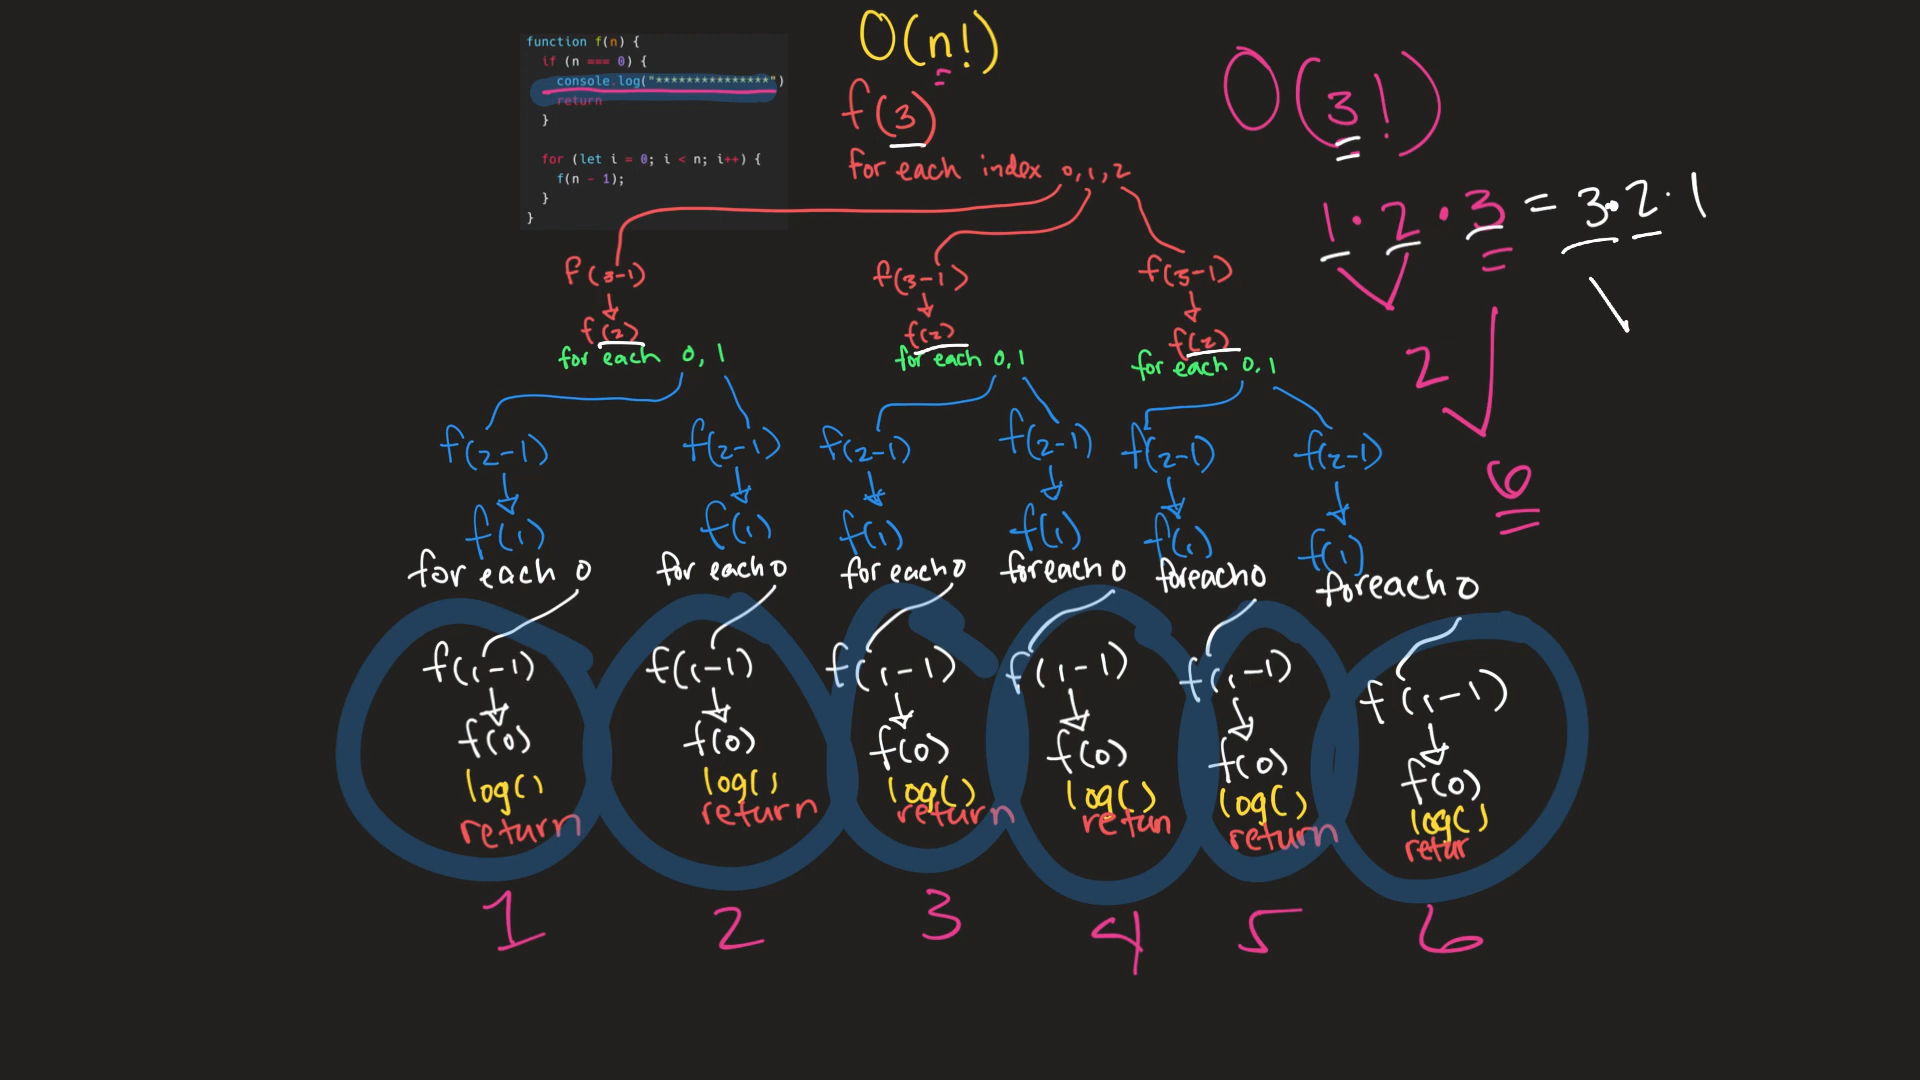 function f(n) {
if (n === 0) {
console.log("***************")
return
}
for (let i = 0; i < n; i++) {
f(n - 1);
}
}
O(n!)
f(3)
for each index 0,1,2
O(3!)
1·2·3 = 3·2·1
2
6
f(3-1) f(3-1) f(3-1)
f(2) f(2) f(2)
for each 0,1 for each 0,1 for each 0,1
f(2-1) f(2-1) f(2-1) f(2-1) f(2-1) f(2-1)
f(1) f(1) f(1) f(1) f(1) f(1)
for each 0 for each 0 for each 0 foreach 0 foreach 0 foreach 0
f(1-1) f(1-1) f(1-1) f(1-1) f(1-1) f(1-1)
f(0) f(0) f(0) f(0) f(0) f(0)
log() log() log() log() log() log()
return return return retun return retur
1 2 3 4 5 6